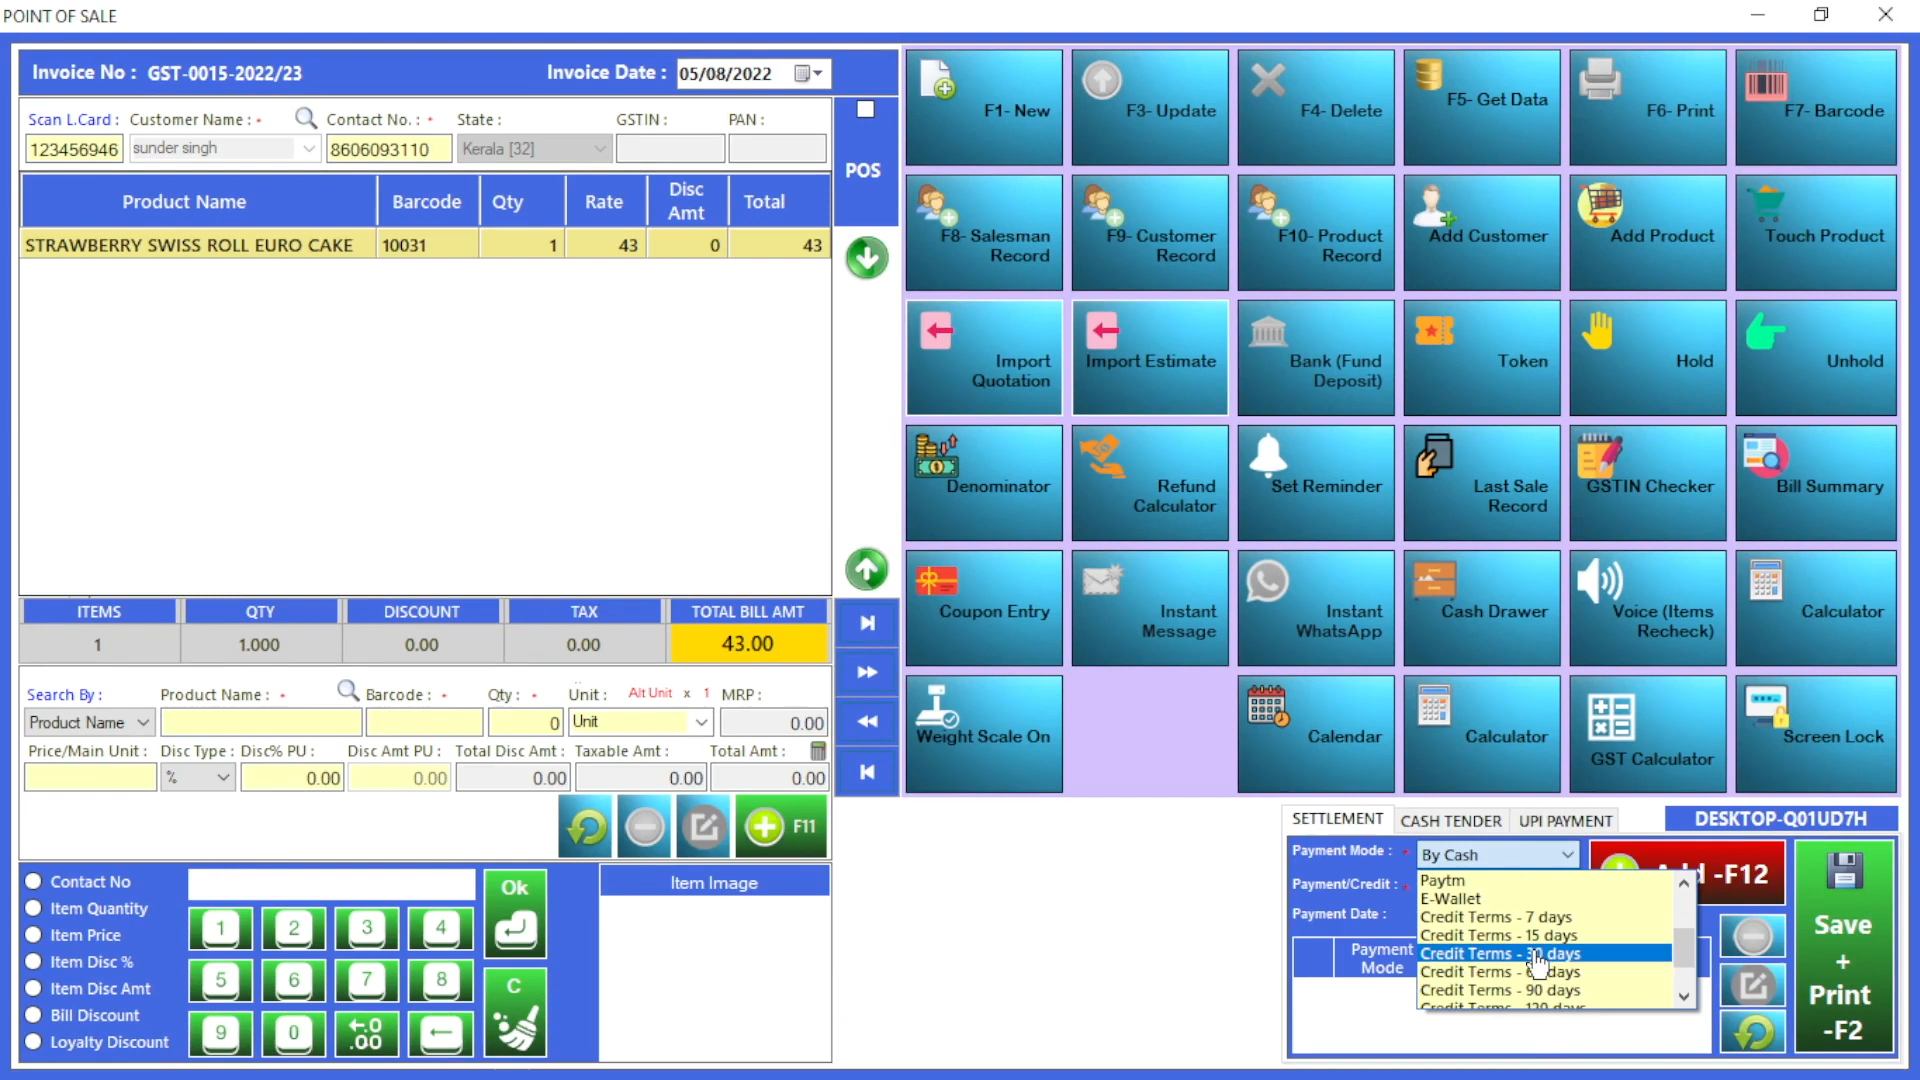 POINT OF SALE
Invoice No : GST-0015-2022/23
Invoice Date : 05/08/2022
Scan L.Card : Customer Name : * Contact No. : * State : GSTIN : PAN :
123456946 sunder singh 8606093110 Kerala [32]
POS
Product Name Barcode Qty Rate Disc Amt Total
STRAWBERRY SWISS ROLL EURO CAKE 10031 1 43 0 43
ITEMS QTY DISCOUNT TAX TOTAL BILL AMT
1 1.000 0.00 0.00 43.00
Search By : Product Name : * Barcode : * Qty : * Unit : Alt Unit x 1 MRP :
Product Name 0 Unit 0.00
Price/Main Unit : Disc Type : Disc% PU : Disc Amt PU : Total Disc Amt : Taxable Amt : Total Amt :
% 0.00 0.00 0.00 0.00 0.00
F11
Contact No
Item Quantity
Item Price
Item Disc %
Item Disc Amt
Bill Discount
Loyalty Discount
1 2 3 4
5 6 7 8
9 0 ←.0 .00 ←
Ok
C
Item Image
F1- New
F3- Update
F4- Delete
F5- Get Data
F6- Print
F7- Barcode
F8- Salesman Record
F9- Customer Record
F10- Product Record
Add Customer
Add Product
Touch Product
Import Quotation
Import Estimate
Bank (Fund Deposit)
Token
Hold
Unhold
Denominator
Refund Calculator
Set Reminder
Last Sale Record
GSTIN Checker
Bill Summary
Coupon Entry
Instant Message
Instant WhatsApp
Cash Drawer
Voice (Items Recheck)
Calculator
Weight Scale On
Calendar
Calculator
GST Calculator
Screen Lock
SETTLEMENT CASH TENDER UPI PAYMENT
DESKTOP-Q01UD7H
Payment Mode : * By Cash
Payment/Credit : *
Payment Date :
Payment Mode
Paytm
E-Wallet
Credit Terms - 7 days
Credit Terms - 15 days
Credit Terms - 30 days
Credit Terms - days
Credit Terms - 90 days
Credit Terms - 120 days
-F12
Save
+
Print
-F2